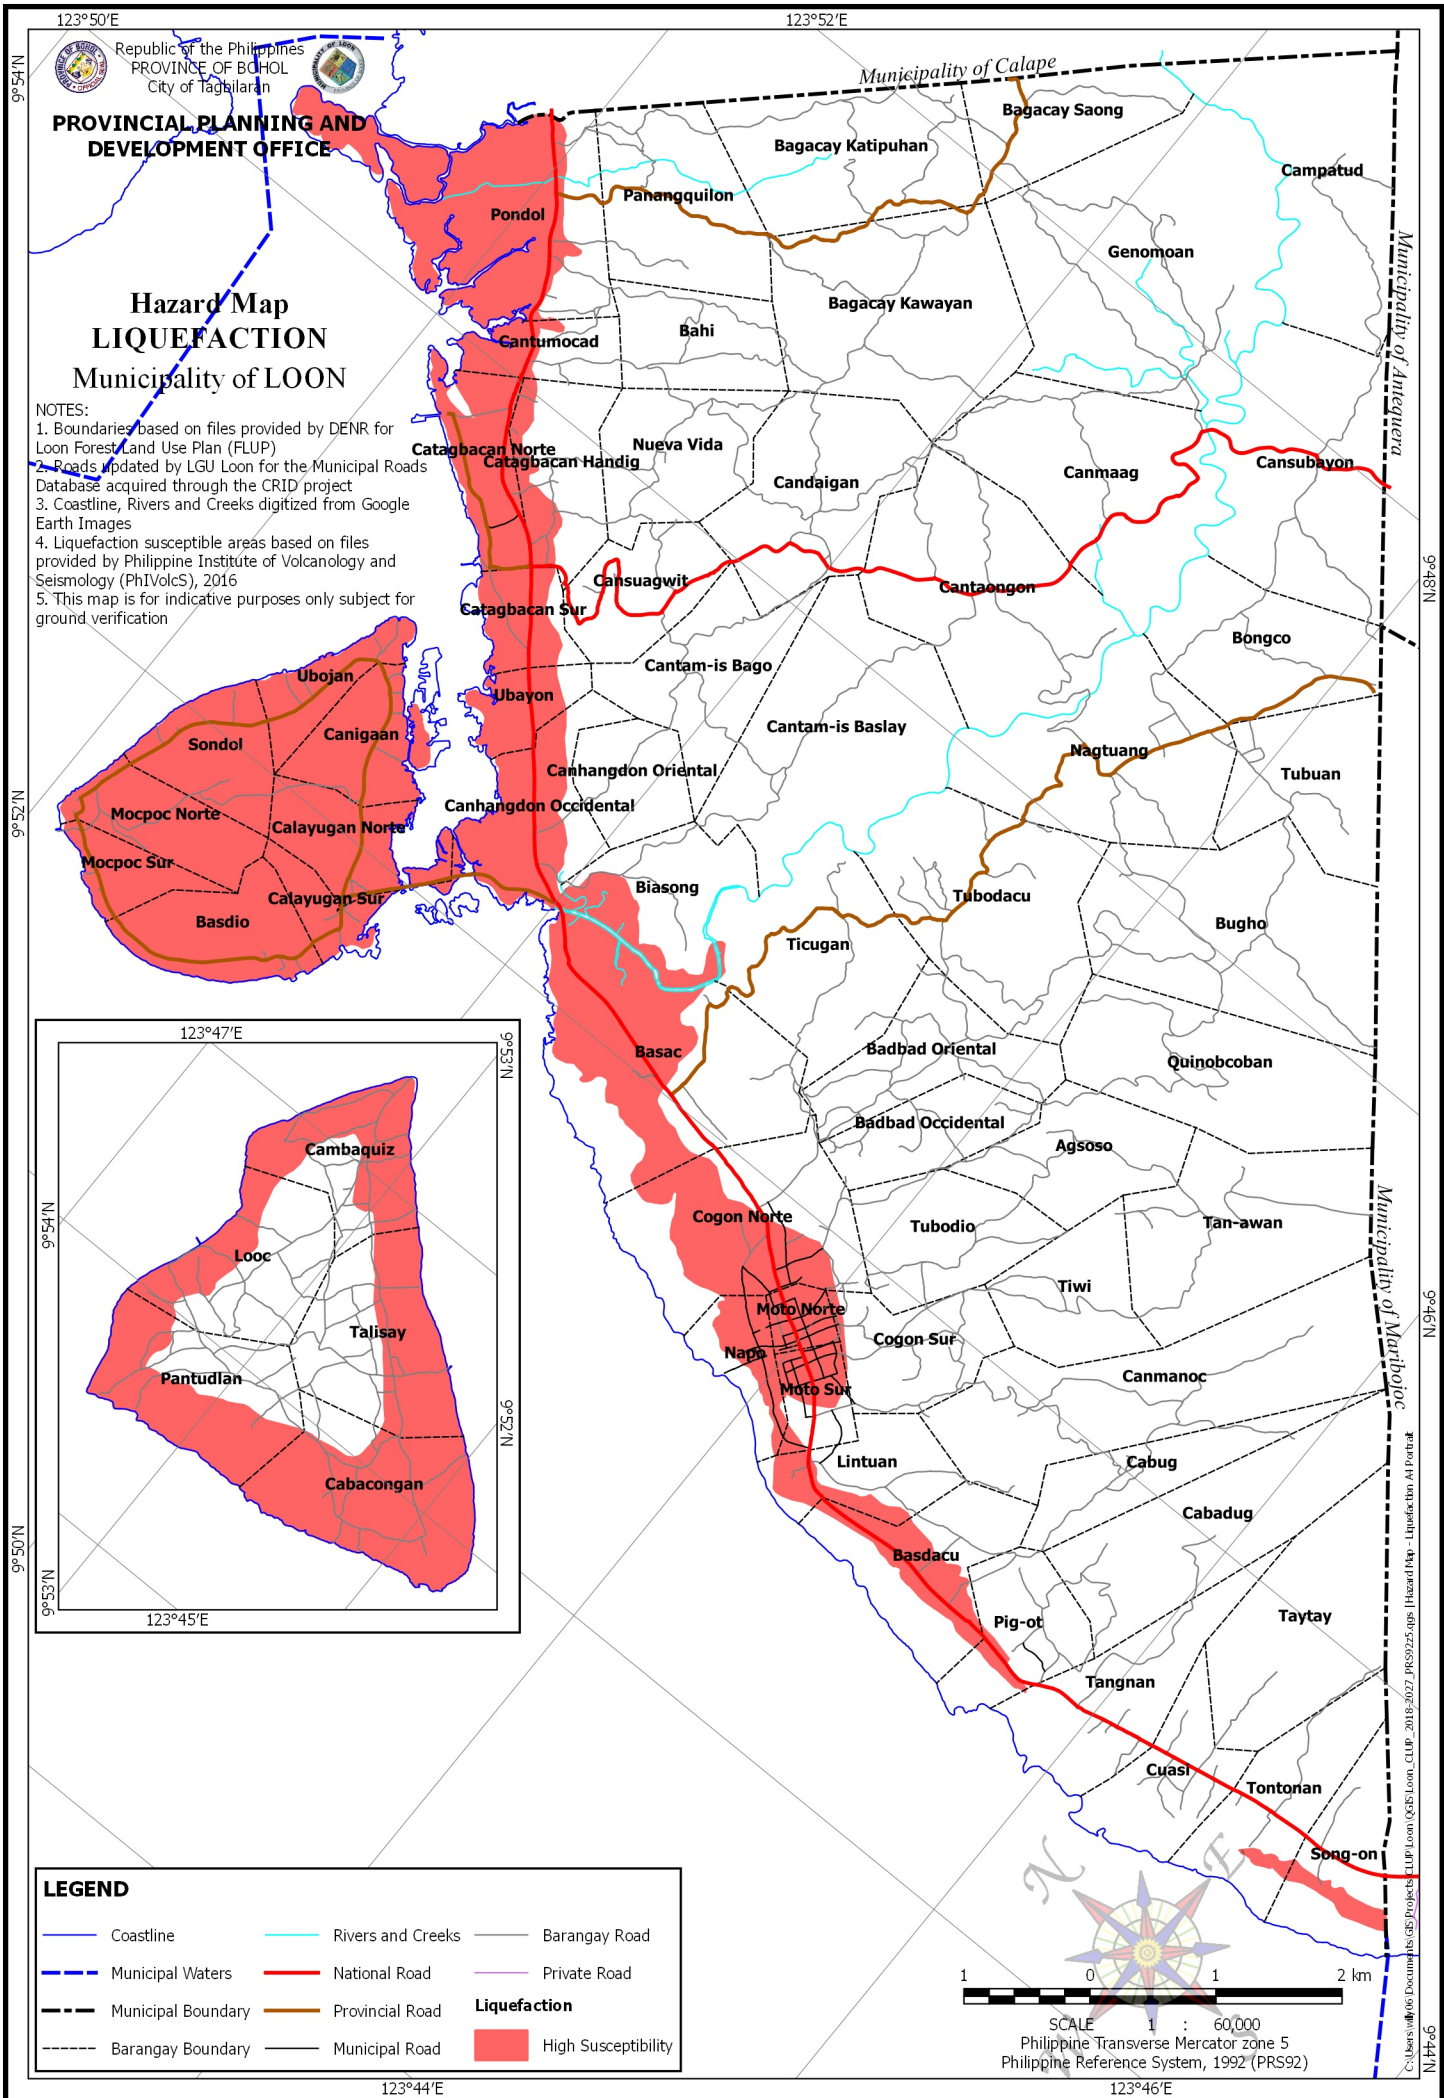 123°50'E
123°52'E
9°54'N
Republic of the Philippines
PROVINCE OF BOHOL
City of Tagbilaran
PROVINCIAL PLANNING AND
DEVELOPMENT OFFICE
Hazard Map
LIQUEFACTION
Municipality of LOON
NOTES:
1. Boundaries based on files provided by DENR for
Loon Forest Land Use Plan (FLUP)
2. Roads updated by LGU Loon for the Municipal Roads
Database acquired through the CRID project
3. Coastline, Rivers and Creeks digitized from Google
Earth Images
4. Liquefaction susceptible areas based on files
provided by Philippine Institute of Volcanology and
Seismology (PhIVolcS), 2016
5. This map is for indicative purposes only subject for
ground verification
Municipality of Calape
Municipality of Antequera
Municipality of Maribojoc
Bagacay Saong
Bagacay Katipuhan
Campatud
Panangquilon
Pondol
Genomoan
Bagacay Kawayan
Bahi
Cantumocad
Nueva Vida
Catagbacan Norte
Catagbacan Handig
Candaigan
Canmaag
Cansubayon
Cansuagwit
Cantaongon
Catagbacan Sur
Bongco
Cantam-is Bago
Ubojan
Ubayon
Cantam-is Baslay
Canigaan
Sondol
Nagtuang
Canhangdon Oriental
Tubuan
Canhangdon Occidental
Mocpoc Norte
Calayugan Norte
Mocpoc Sur
Biasong
Calayugan Sur
Tubodacu
Basdio
Bugho
Ticugan
Basac
Badbad Oriental
Quinobcoban
Badbad Occidental
Agsoso
Cogon Norte
Tubodio
Tan-awan
Tiwi
Moto Norte
Cogon Sur
Napo
Canmanoc
Moto Sur
Lintuan
Cabug
Cabadug
Basdacu
Pig-ot
Taytay
Tangnan
Cuasi
Tontonan
Song-on
9°52'N
9°50'N
9°48'N
9°46'N
9°44'N
123°47'E
9°53'N
9°54'N
9°52'N
9°53'N
123°45'E
Cambaquiz
Looc
Talisay
Pantudlan
Cabacongan
LEGEND
Coastline
Rivers and Creeks
Barangay Road
Municipal Waters
National Road
Private Road
Municipal Boundary
Provincial Road
Liquefaction
Barangay Boundary
Municipal Road
High Susceptibility
N
E
S
W
1 0 1 2 km
SCALE 1 : 60,000
Philippine Transverse Mercator zone 5
Philippine Reference System, 1992 (PRS92)
123°44'E
123°46'E